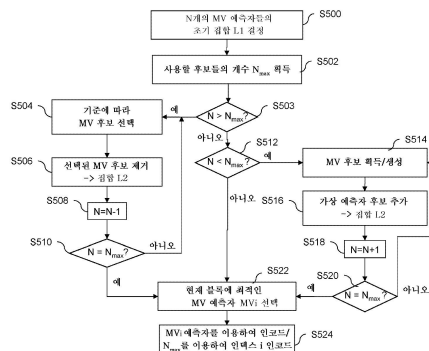 S500
N개의 MV 예측자들의
초기 집합 L1 결정
S502
사용할 후보들의 개수 Nmax 획득
S504
기준에 따라
MV 후보 선택
예
N > Nmax?
S503
아니오
S512
N < Nmax?
예
S514
MV 후보 획득/생성
S506
선택된 MV 후보 제거
-> 집합 L2
아니오
S516
가상 예측자 후보 추가
-> 집합 L2
S508
N=N-1
S518
N=N+1
S510
N = Nmax?
아니오
예
S522
현재 블록에 최적인
MV 예측자 MVi 선택
S520
N = Nmax?
예
아니오
MVi 예측자를 이용하여 인코드/
Nmax를 이용하여 인덱스 i 인코드
S524